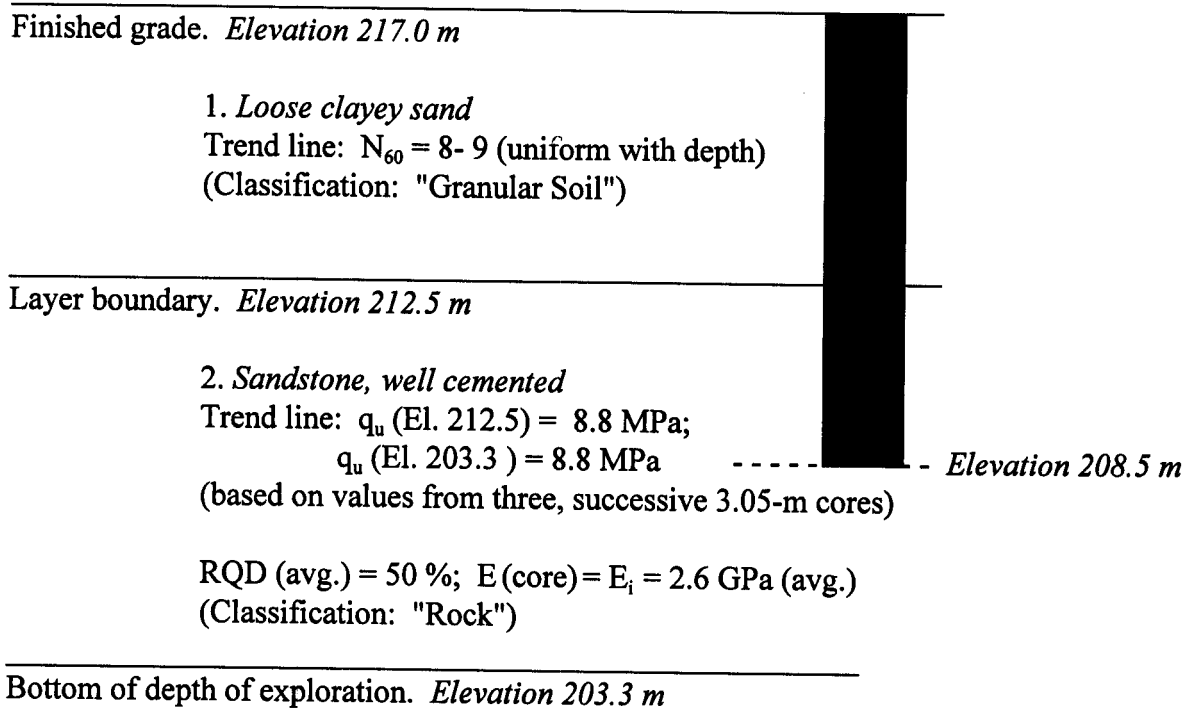 Finished grade. Elevation 217.0 m
1. Loose clayey sand
Trend line: N₆₀ = 8- 9 (uniform with depth)
(Classification: "Granular Soil")
Layer boundary. Elevation 212.5 m
2. Sandstone, well cemented
Trend line: qᵤ (El. 212.5) = 8.8 MPa;
qᵤ (El. 203.3 ) = 8.8 MPa
- - - - - - - Elevation 208.5 m
(based on values from three, successive 3.05-m cores)
RQD (avg.) = 50 %; E (core) = Eᵢ = 2.6 GPa (avg.)
(Classification: "Rock")
Bottom of depth of exploration. Elevation 203.3 m